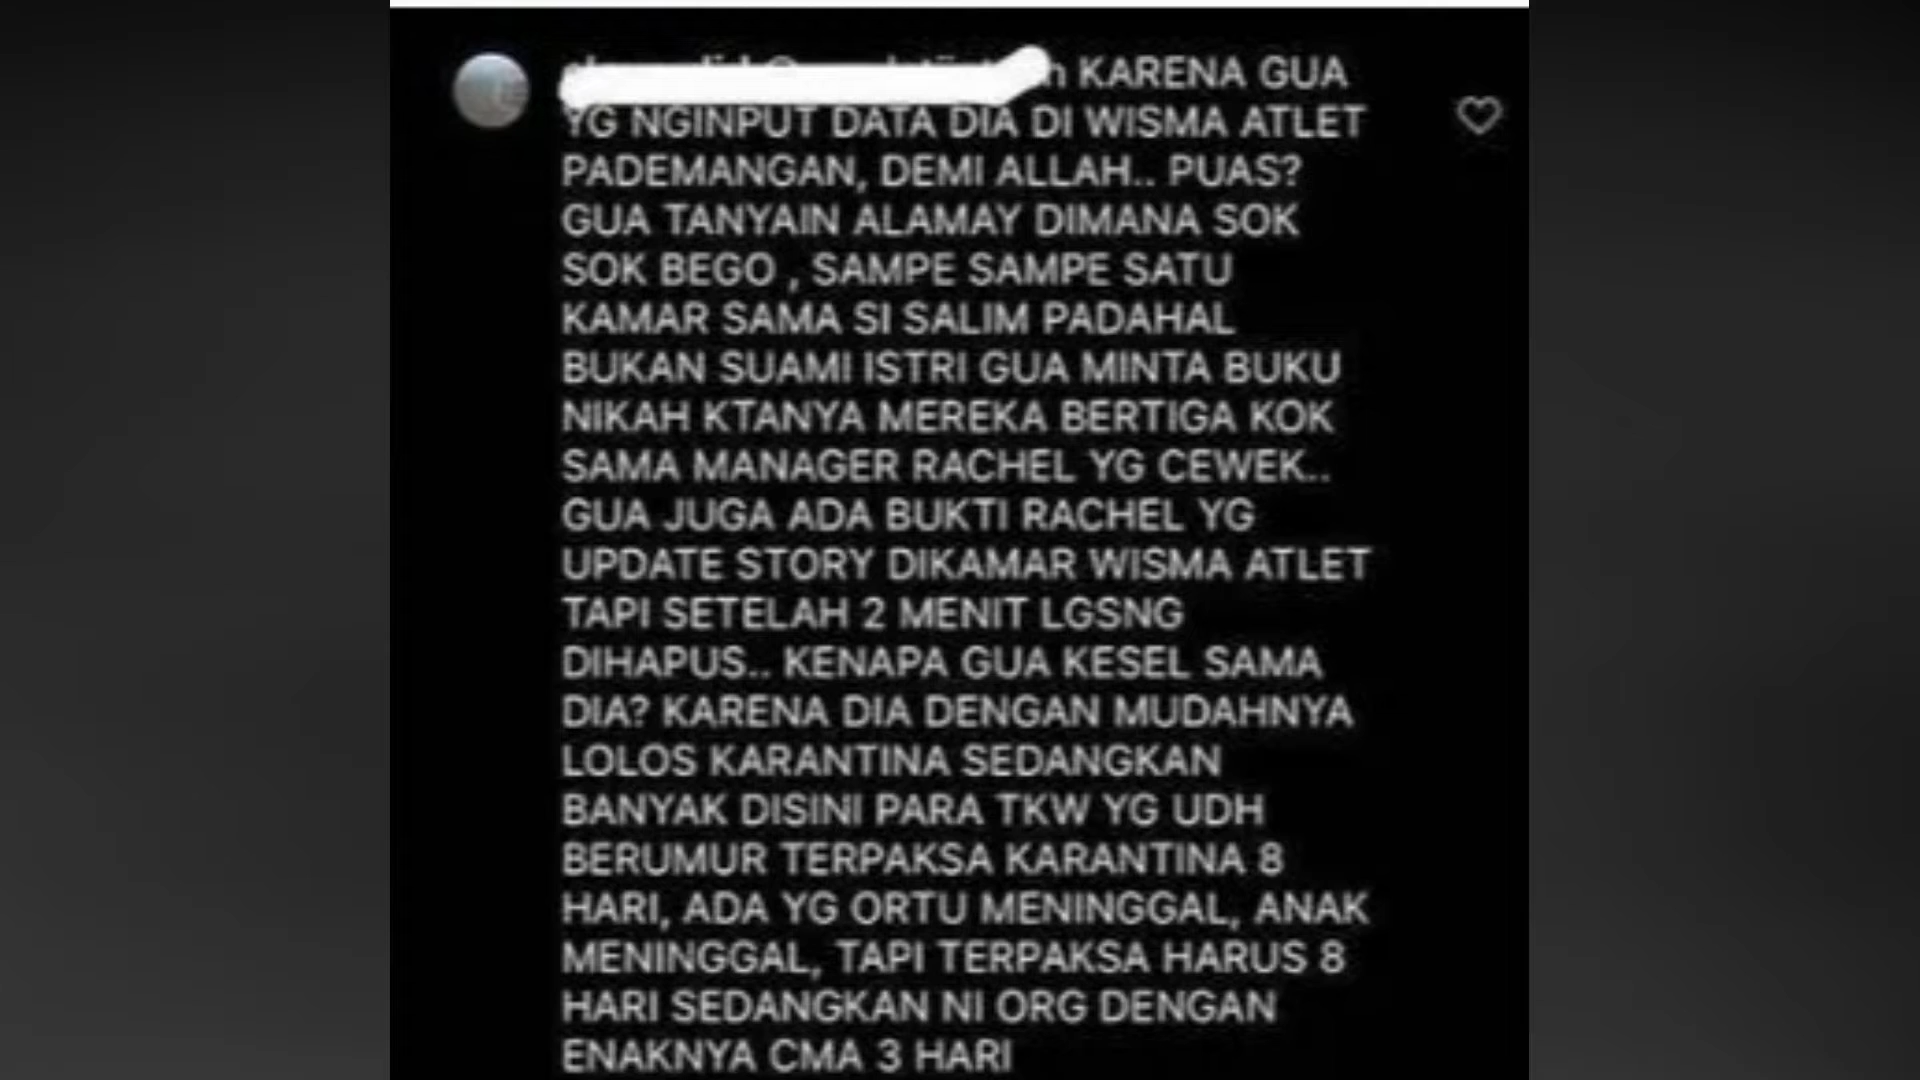 KARENA GUA
YG NGINPUT DATA DIA DI WISMA ATLET
PADEMANGAN, DEMI ALLAH.. PUAS?
GUA TANYAIN ALAMAY DIMANA SOK
SOK BEGO , SAMPE SAMPE SATU
KAMAR SAMA SI SALIM PADAHAL
BUKAN SUAMI ISTRI GUA MINTA BUKU
NIKAH KTANYA MEREKA BERTIGA KOK
SAMA MANAGER RACHEL YG CEWEK..
GUA JUGA ADA BUKTI RACHEL YG
UPDATE STORY DIKAMAR WISMA ATLET
TAPI SETELAH 2 MENIT LGSNG
DIHAPUS.. KENAPA GUA KESEL SAMA
DIA? KARENA DIA DENGAN MUDAHNYA
LOLOS KARANTINA SEDANGKAN
BANYAK DISINI PARA TKW YG UDH
BERUMUR TERPAKSA KARANTINA 8
HARI, ADA YG ORTU MENINGGAL, ANAK
MENINGGAL, TAPI TERPAKSA HARUS 8
HARI SEDANGKAN NI ORG DENGAN
ENAKNYA CMA 3 HARI